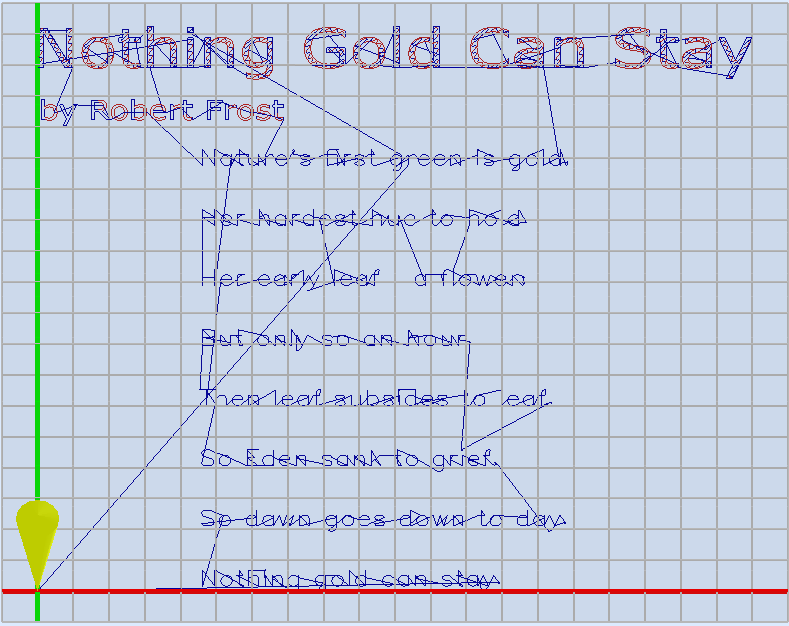 Nothing Gold Can Stay
by Robert Frost
Nature's first green is gold
Her hardest hue to hold
Her early leaf a flower
But only so an hour
Then leaf subsides to leaf
So Eden sank to grief
So dawn goes down to day
Nothing gold can stay